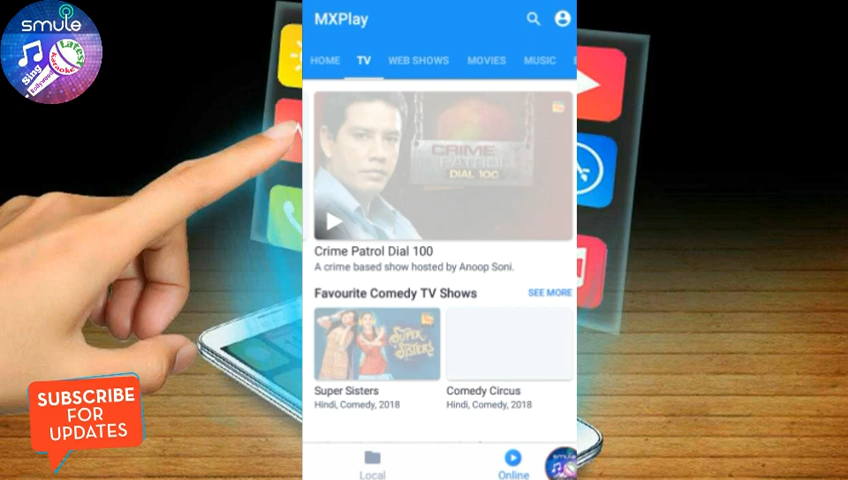 smule
Latest
Karaoke
Sing
Bollywood
MXPlay
HOME TV WEB SHOWS MOVIES MUSIC
CRIME
PATROL
DIAL 100
Crime Patrol Dial 100
A crime based show hosted by Anoop Soni.
Favourite Comedy TV Shows SEE MORE
SUPER
SISTERS
Super Sisters
Hindi, Comedy, 2018
Comedy Circus
Hindi, Comedy, 2018
SUBSCRIBE
FOR
UPDATES
Local
Online
smule